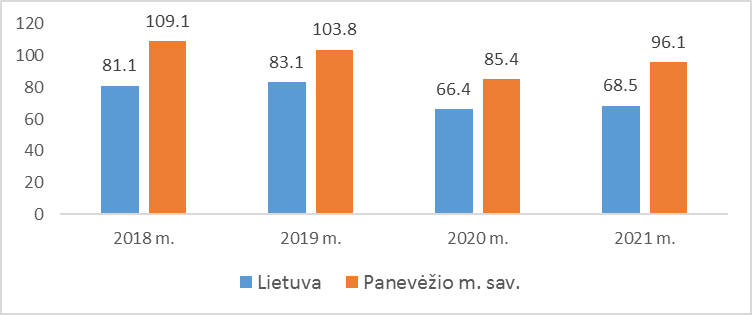 120
100
80
60
40
20
0
81.1
109.1
83.1
103.8
66.4
85.4
68.5
96.1
2018 m.
2019 m.
2020 m.
2021 m.
Lietuva
Panevėžio m. sav.